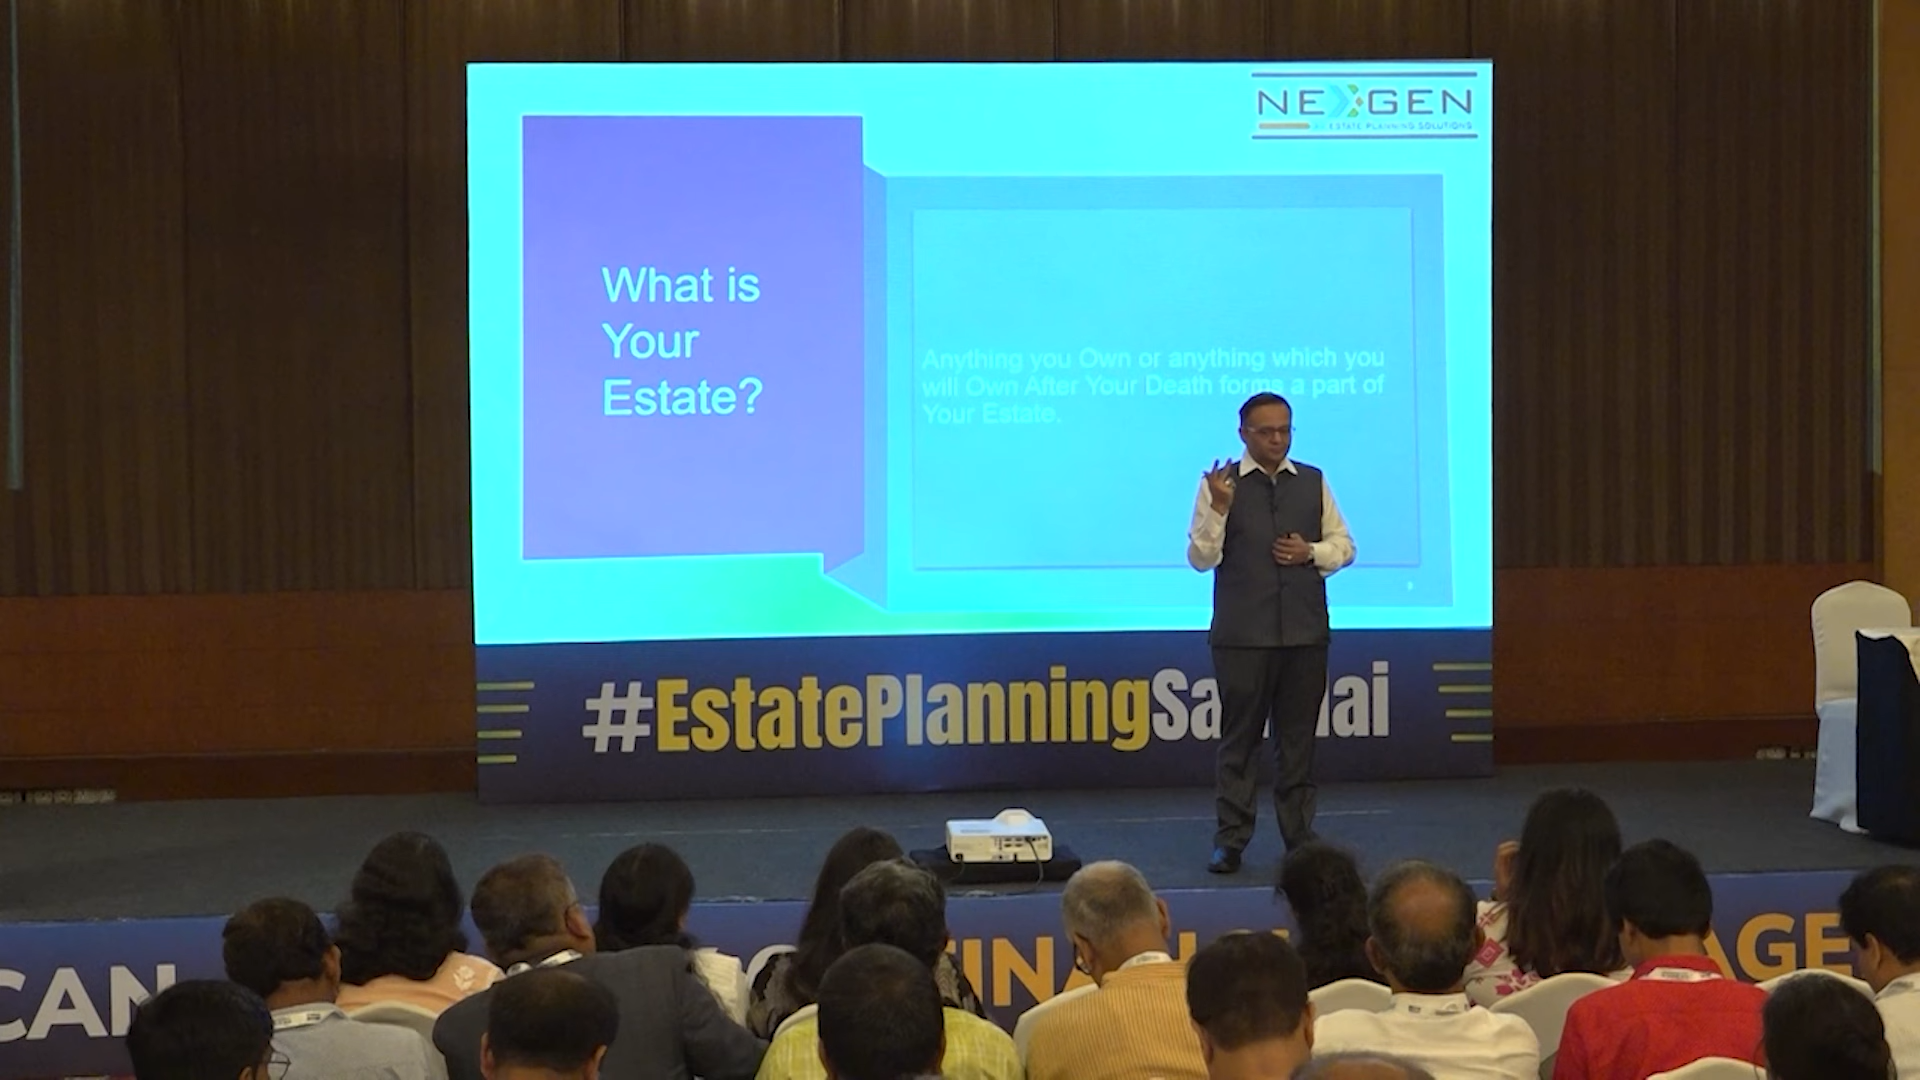 NEXGEN
ESTATE PLANNING SOLUTIONS
What is
Your
Estate?
Anything you Own or anything which you
will Own After Your Death forms a part of
Your Estate.
#EstatePlanningSa
ai
CAN